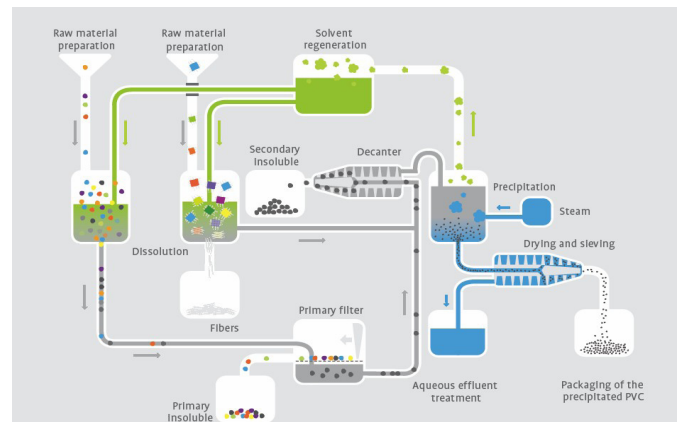 Raw material
preparation
Raw material
preparation
Solvent
regeneration
Secondary
Insoluble
Decanter
Precipitation
Steam
Dissolution
Drying and sieving
Fibers
Primary filter
Primary
Insoluble
Aqueous effluent
treatment
Packaging of the
precipitated PVC